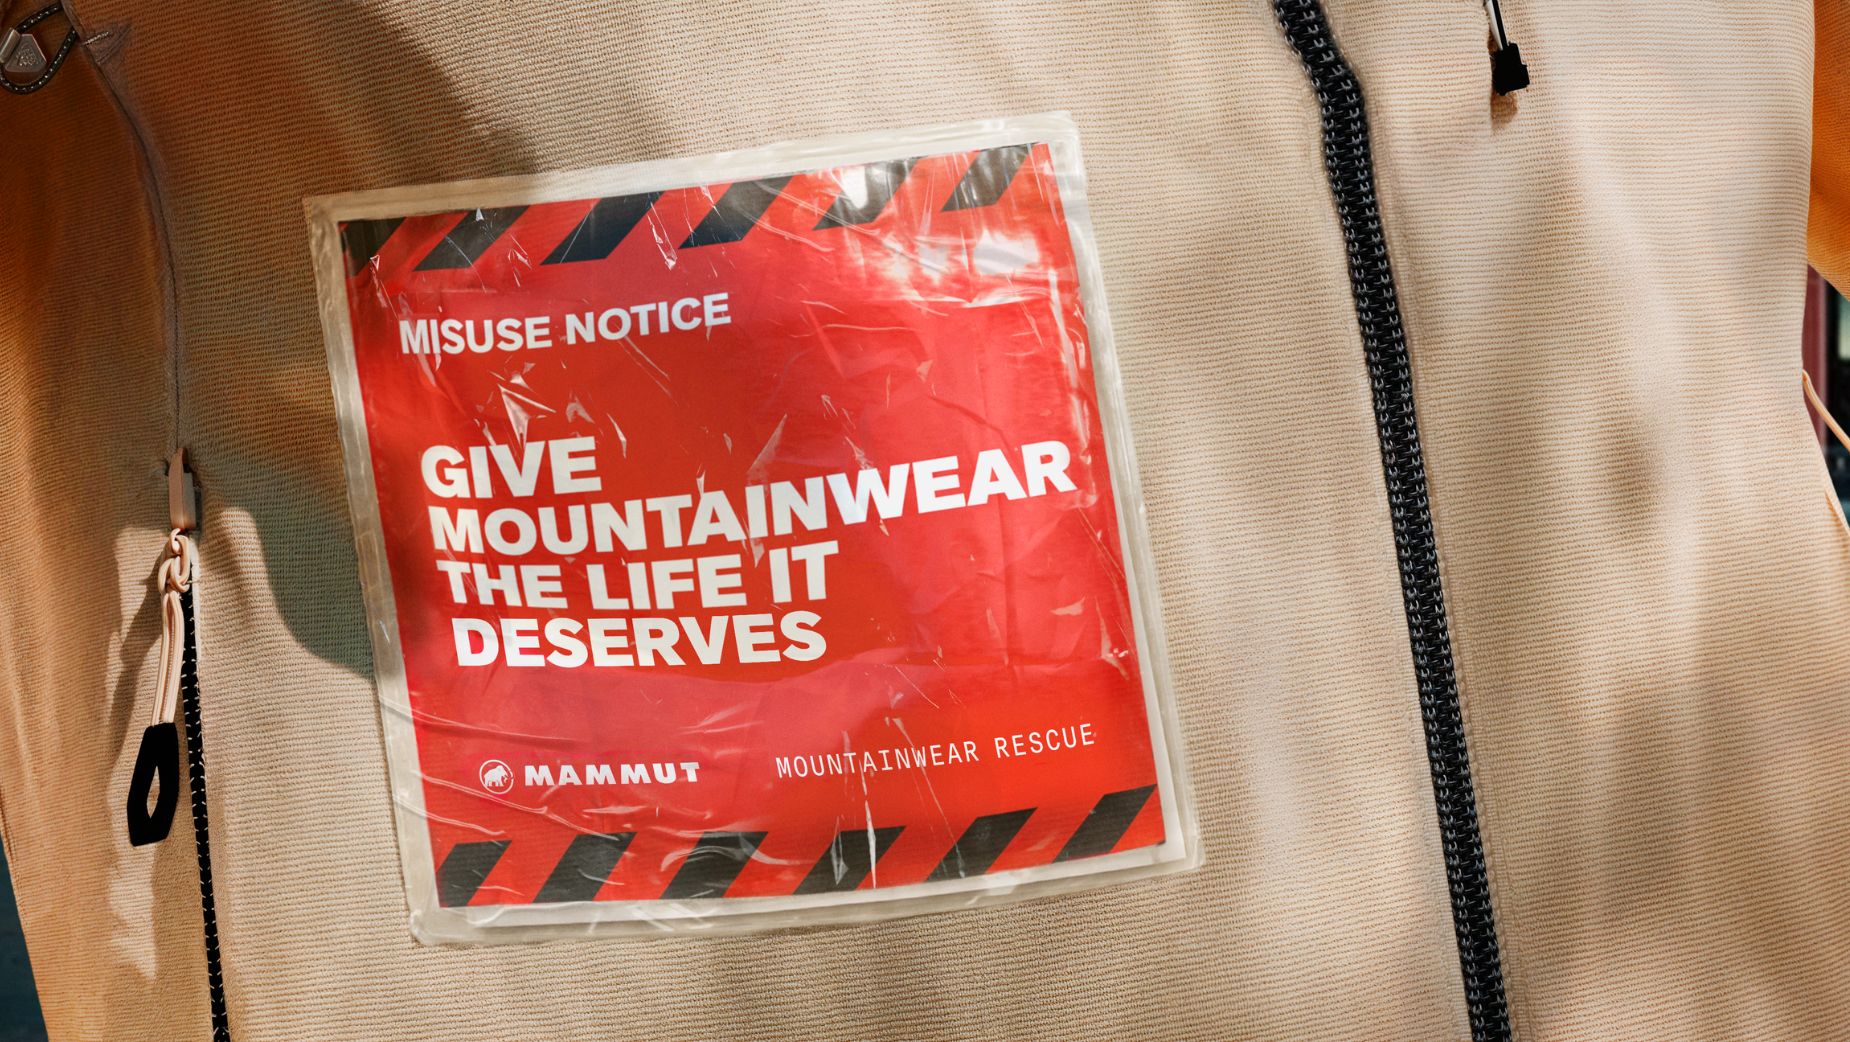 MISUSE NOTICE
GIVE
MOUNTAINWEAR
THE LIFE IT
DESERVES
MAMMUT
MOUNTAINWEAR RESCUE